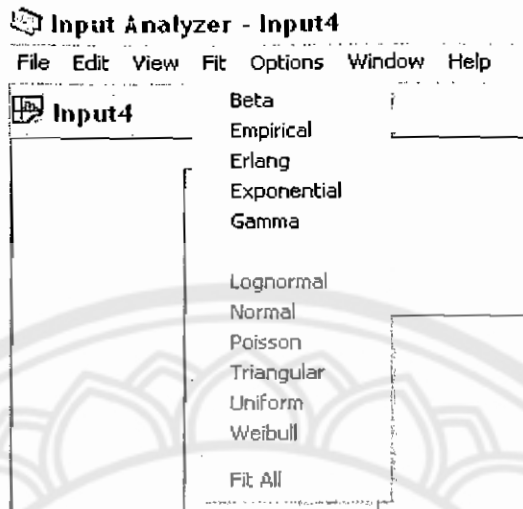 Input Analyzer - Input4
File Edit View Fit Options Window Help
Input4
Beta
Empirical
Erlang
Exponential
Gamma
Lognormal
Normal
Poisson
Triangular
Uniform
Weibull
Fit All